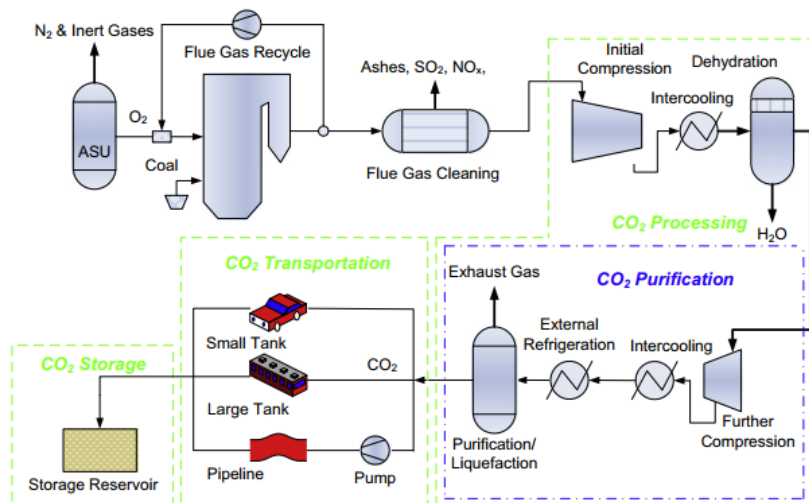 N₂ & Inert Gases
Flue Gas Recycle
O₂
ASU
Coal
Ashes, SO₂, NOₓ,
Flue Gas Cleaning
Initial
Compression
Intercooling
Dehydration
H₂O
CO₂ Processing
CO₂ Purification
Further
Compression
Intercooling
External
Refrigeration
Exhaust Gas
Purification/
Liquefaction
CO₂ Transportation
CO₂
Small Tank
Large Tank
Pipeline
Pump
CO₂ Storage
Storage Reservoir